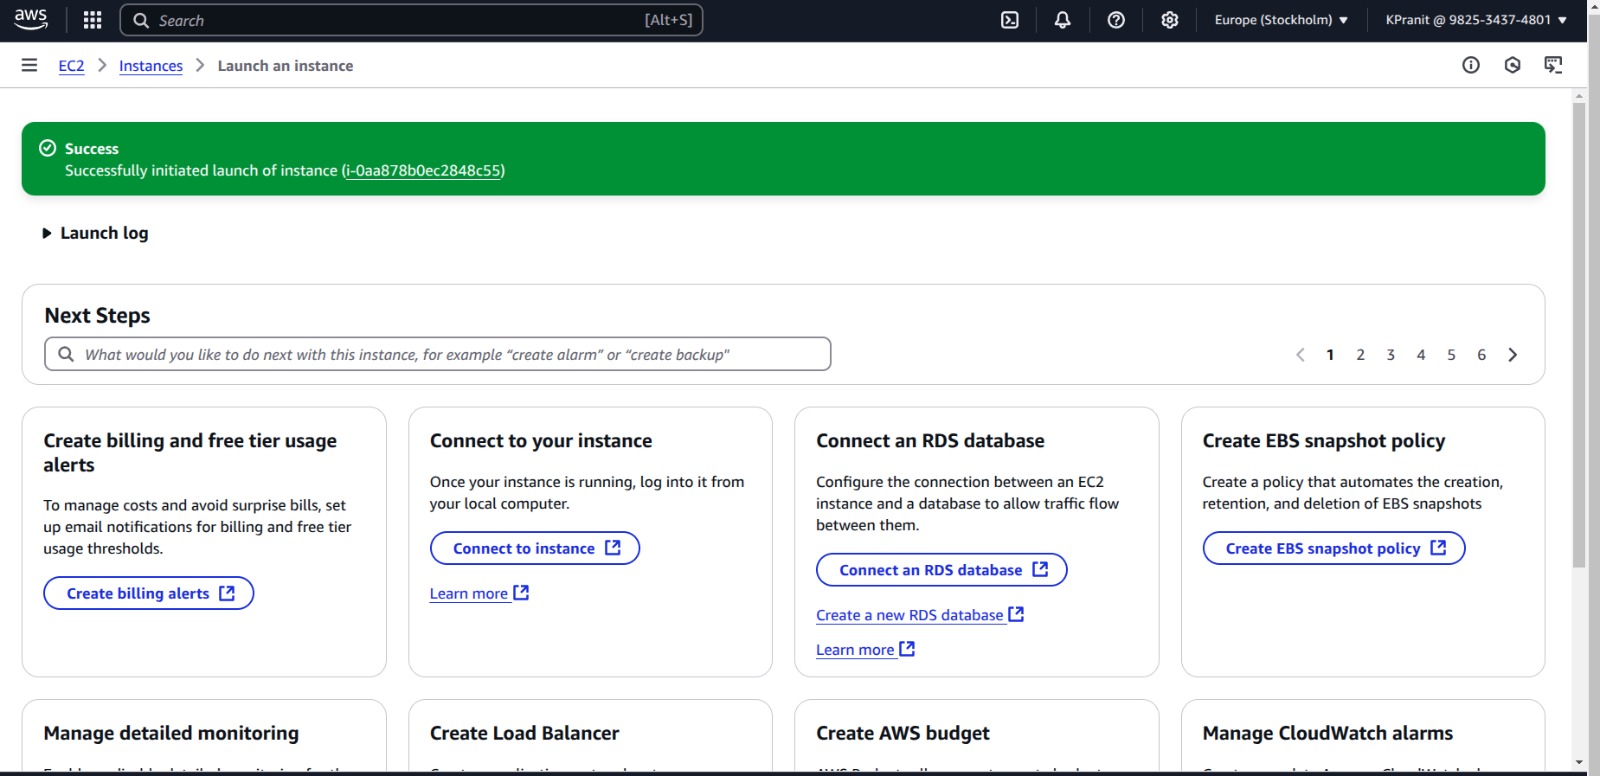 aws
Search [Alt+S]
Europe (Stockholm) ▼
KPranit @ 9825-3437-4801 ▼
EC2 > Instances > Launch an instance
Success
Successfully initiated launch of instance (i-0aa878b0ec2848c55)
Launch log
Next Steps
What would you like to do next with this instance, for example “create alarm” or “create backup"
1 2 3 4 5 6
Create billing and free tier usage
alerts
To manage costs and avoid surprise bills, set
up email notifications for billing and free tier
usage thresholds.
Create billing alerts
Connect to your instance
Once your instance is running, log into it from
your local computer.
Connect to instance
Learn more
Connect an RDS database
Configure the connection between an EC2
instance and a database to allow traffic flow
between them.
Connect an RDS database
Create a new RDS database
Learn more
Create EBS snapshot policy
Create a policy that automates the creation,
retention, and deletion of EBS snapshots
Create EBS snapshot policy
Manage detailed monitoring
Create Load Balancer
Create AWS budget
Manage CloudWatch alarms